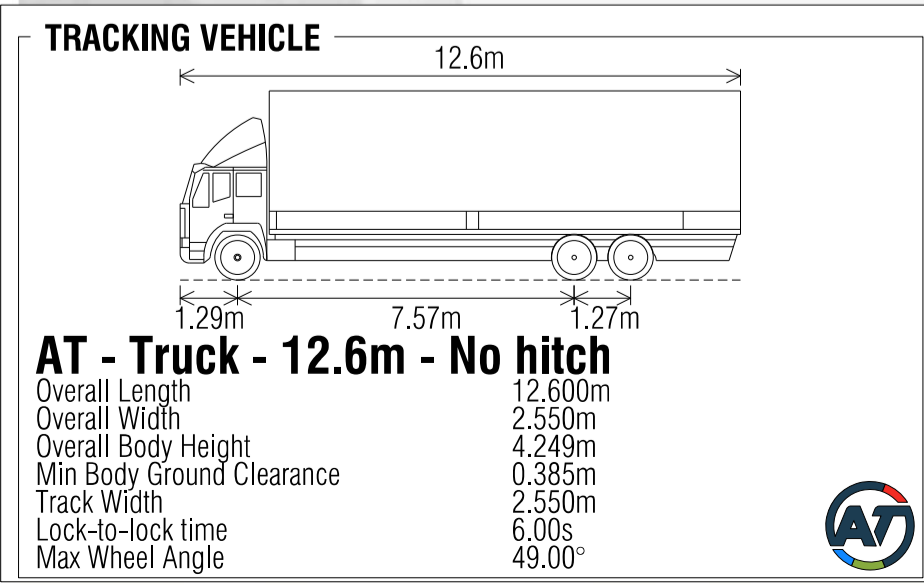 TRACKING VEHICLE
12.6m
1.29m 7.57m 1.27m
AT - Truck - 12.6m - No hitch
Overall Length 12.600m
Overall Width 2.550m
Overall Body Height 4.249m
Min Body Ground Clearance 0.385m
Track Width 2.550m
Lock-to-lock time 6.00s
Max Wheel Angle 49.00°
AT